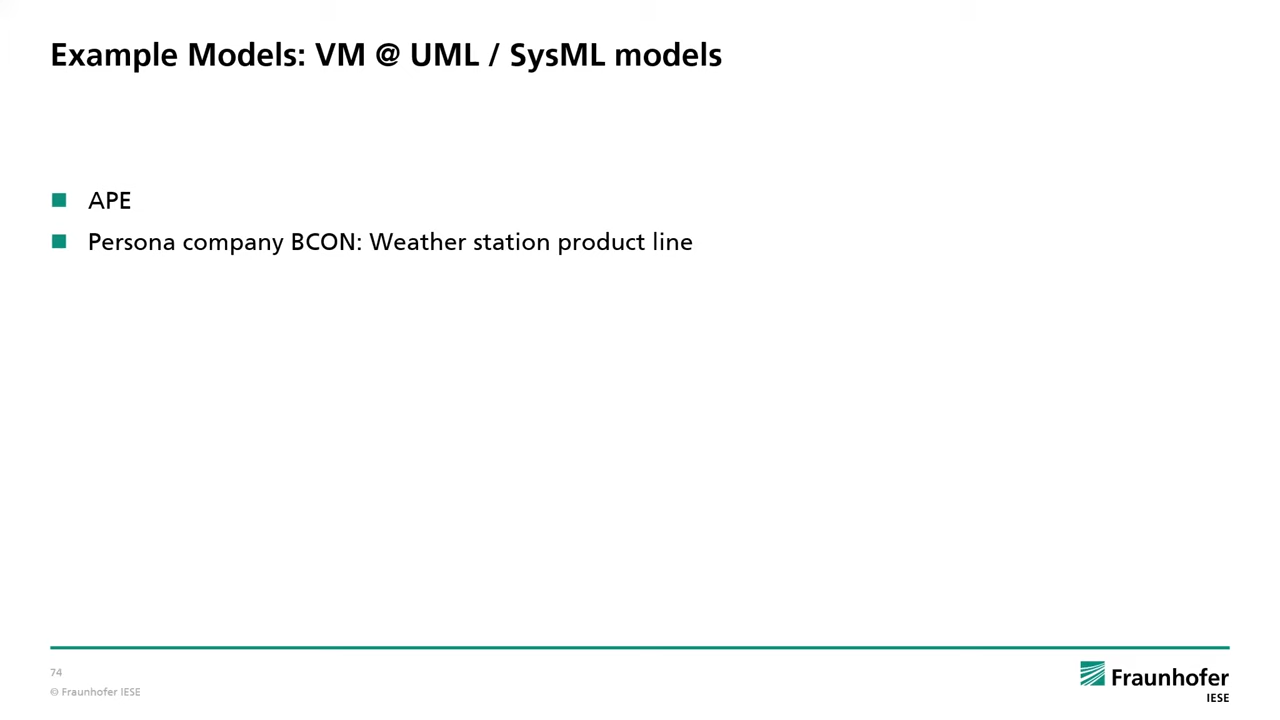 Example Models: VM @ UML / SysML models
APE
Persona company BCON: Weather station product line
74
© Fraunhofer IESE
Fraunhofer
IESE